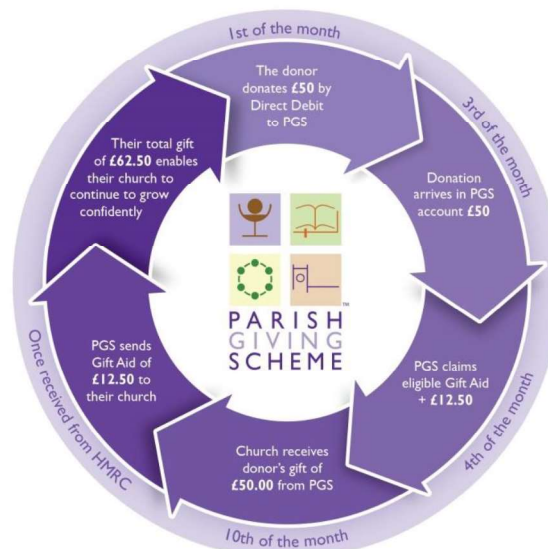 1st of the month
The donor
donates £50 by
Direct Debit
to PGS
3rd of the month
Donation
arrives in PGS
account £50
4th of the month
PGS claims
eligible Gift Aid
+ £12.50
10th of the month
Church receives
donor's gift of
£50.00 from PGS
Once received from HMRC
PGS sends
Gift Aid of
£12.50 to
their church
Their total gift
of £62.50 enables
their church to
continue to grow
confidently
PARISH
GIVING
SCHEME
TM